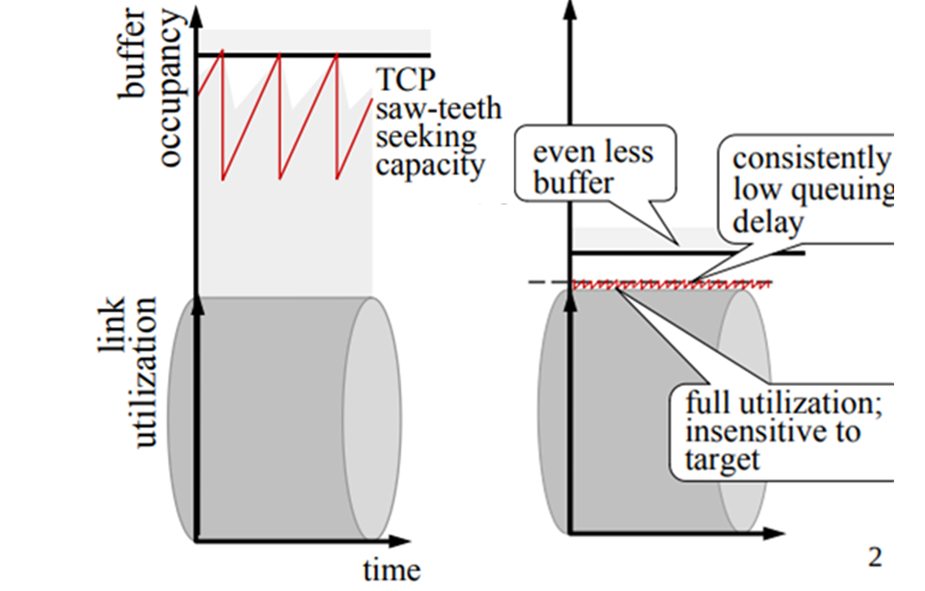 buffer
occupancy
TCP
saw-teeth
seeking
capacity
link
utilization
time
even less
buffer
consistently
low queuing
delay
full utilization;
insensitive to
target
2